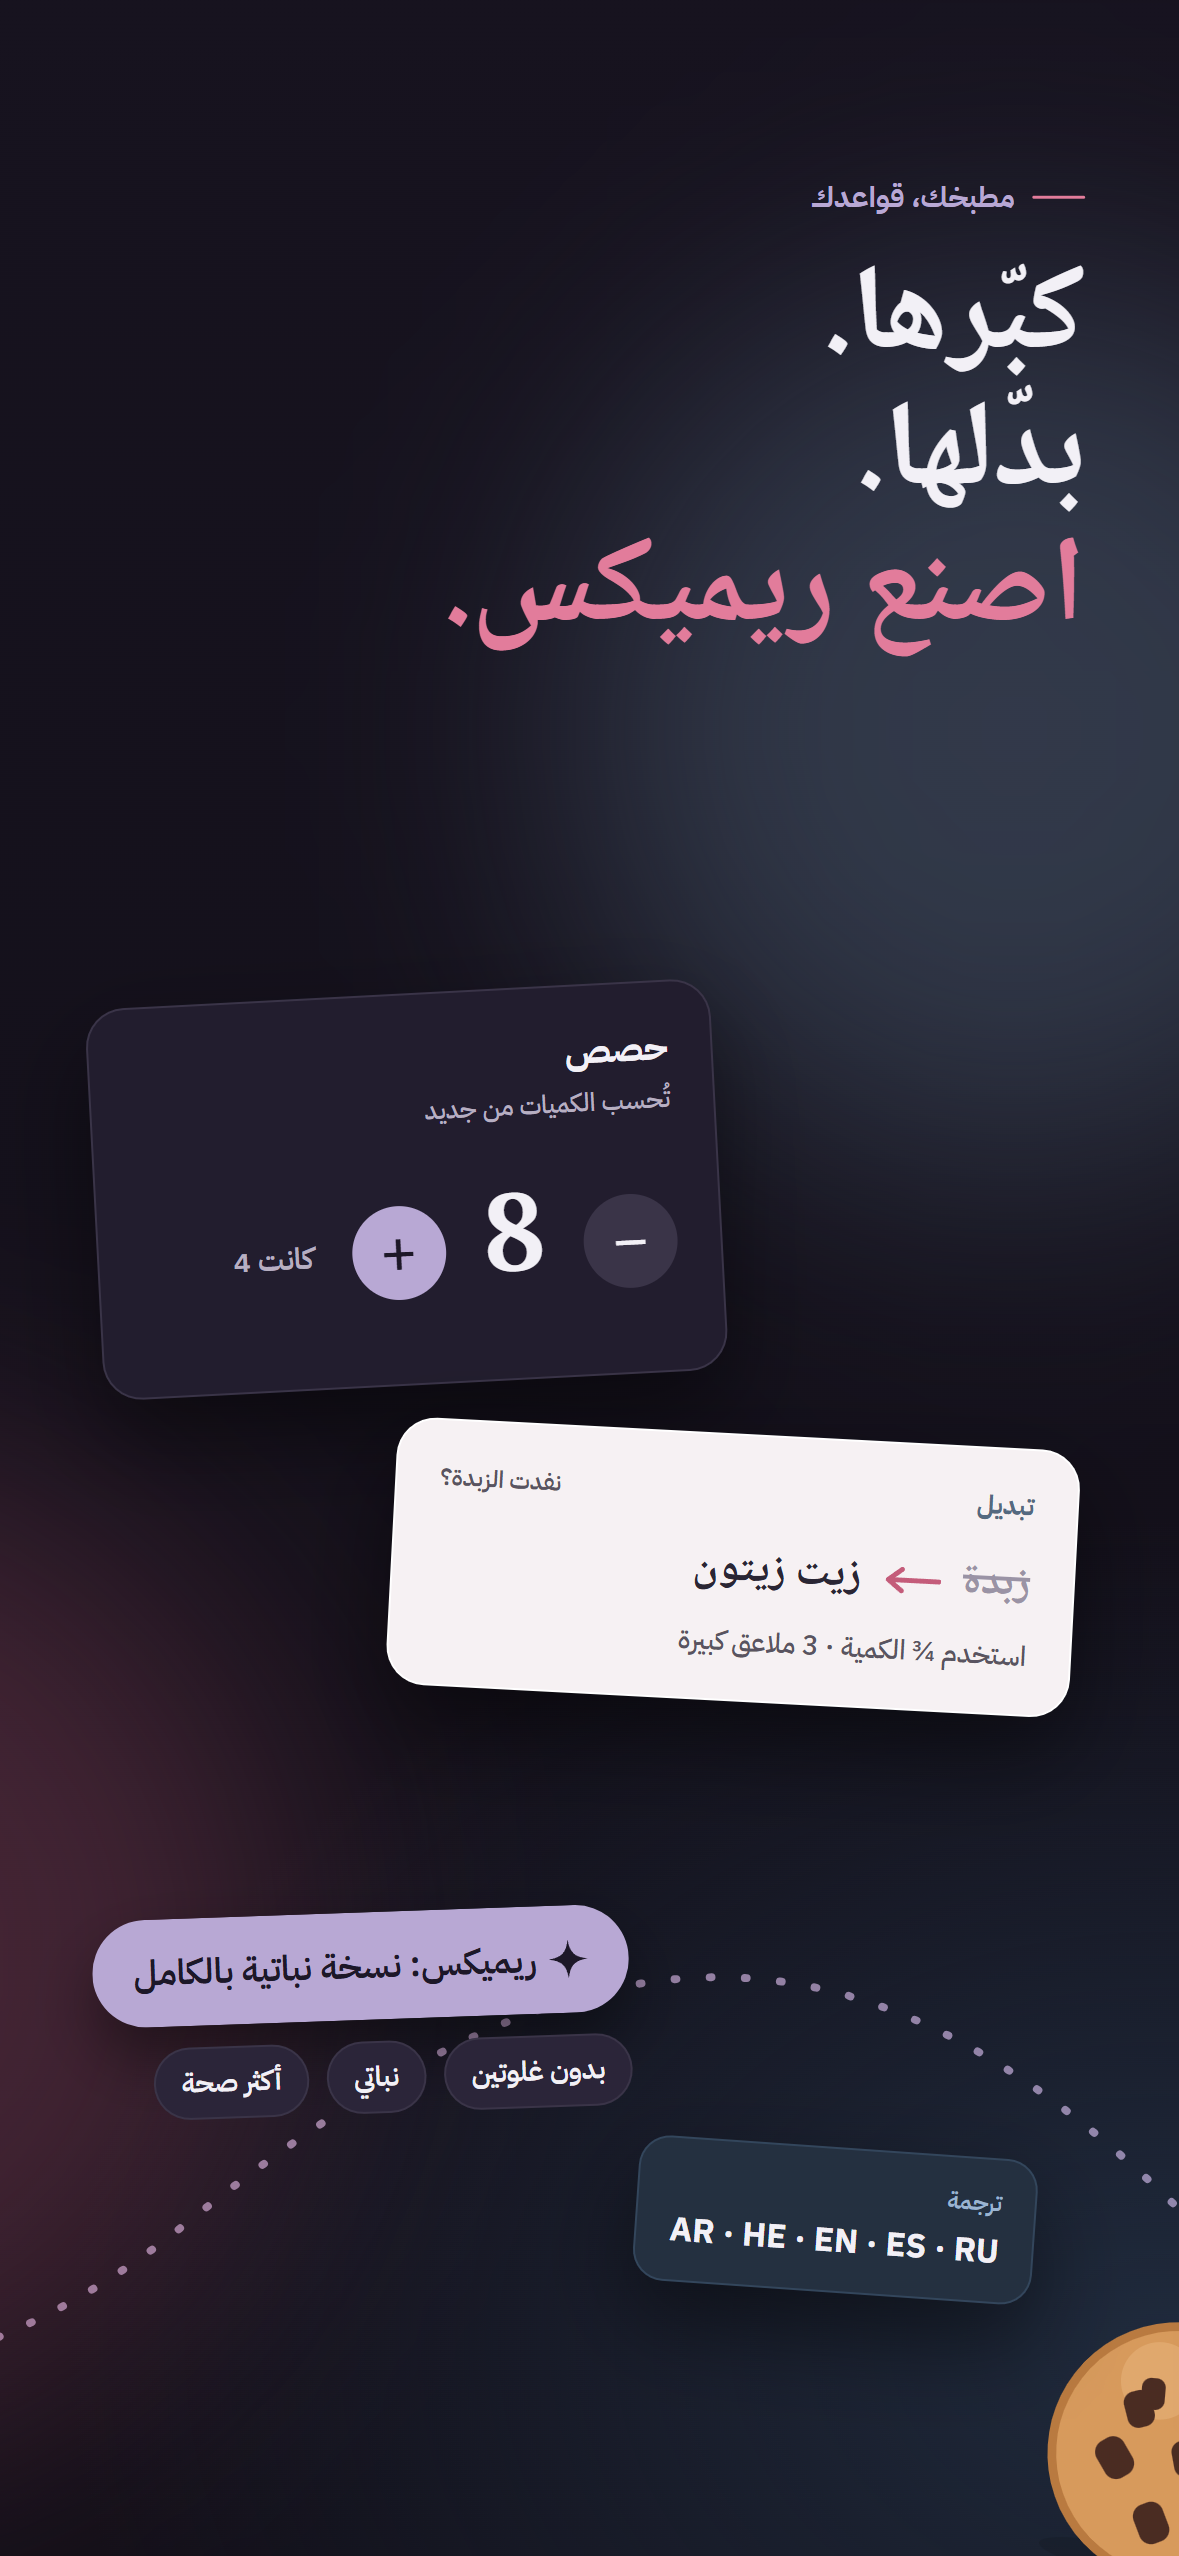 مطبخك، قواعدك
كبّرها.
بدّلها.
اصنع ريميكس.
حصص
تُحسب الكميات من جديد
− 8 + كانت 4
تبديل نفدت الزبدة؟
زبدة ← زيت زيتون
استخدم ¾ الكمية · 3 ملاعق كبيرة
✦ ريميكس: نسخة نباتية بالكامل
بدون غلوتين نباتي أكثر صحة
ترجمة
AR · HE · EN · ES · RU